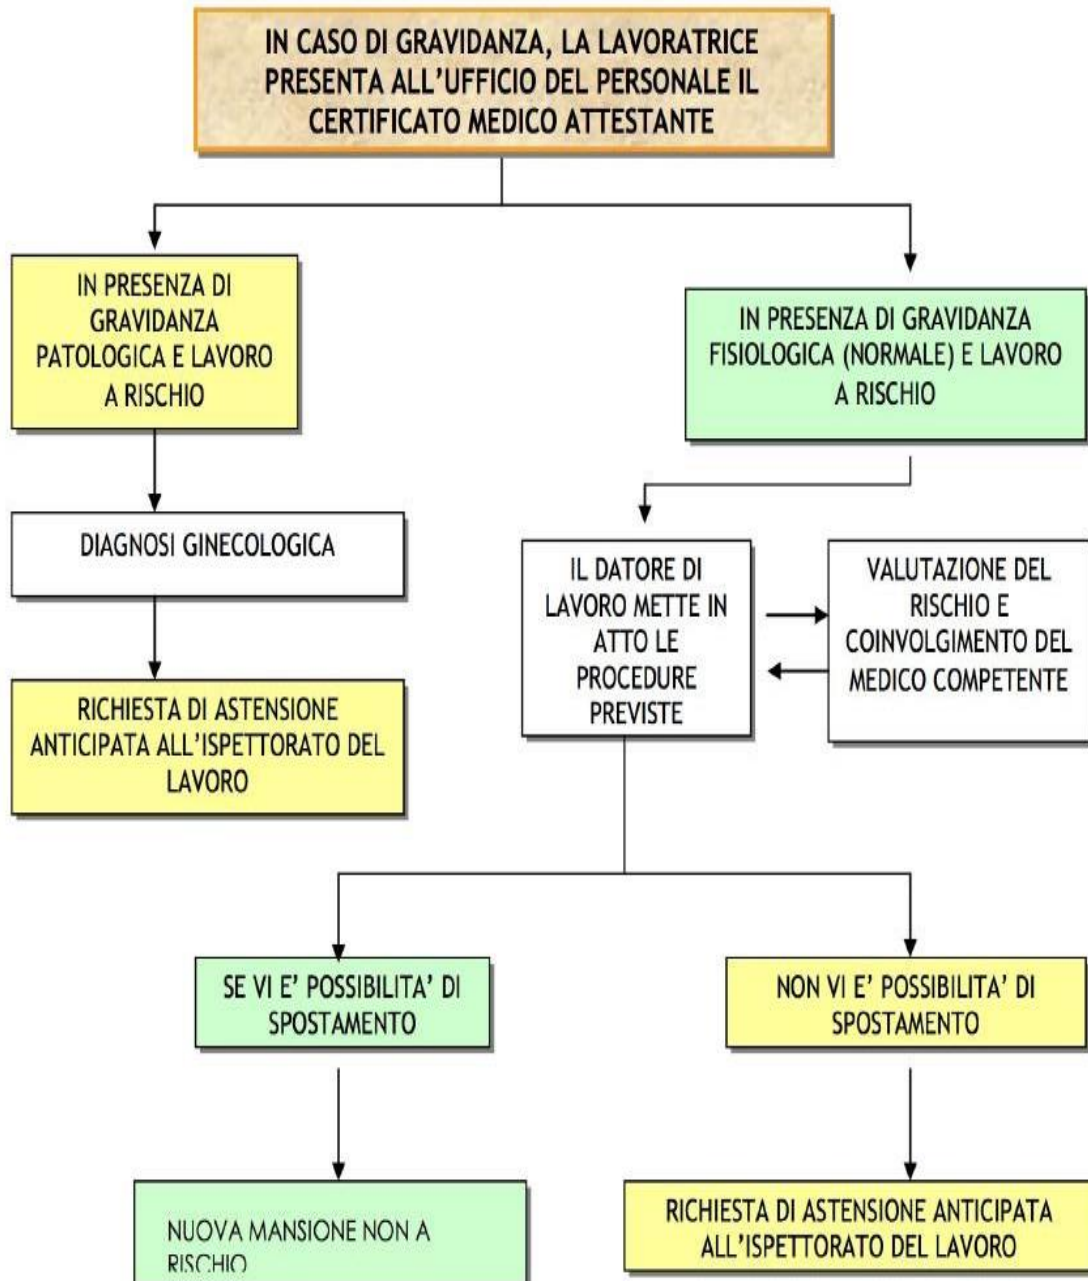 IN CASO DI GRAVIDANZA, LA LAVORATRICE
PRESENTA ALL'UFFICIO DEL PERSONALE IL
CERTIFICATO MEDICO ATTESTANTE
IN PRESENZA DI
GRAVIDANZA
PATOLOGICA E LAVORO
A RISCHIO
IN PRESENZA DI GRAVIDANZA
FISIOLOGICA (NORMALE) E LAVORO
A RISCHIO
DIAGNOSI GINECOLOGICA
IL DATORE DI
LAVORO METTE IN
ATTO LE
PROCEDURE
PREVISTE
VALUTAZIONE DEL
RISCHIO E
COINVOLGIMENTO DEL
MEDICO COMPETENTE
RICHIESTA DI ASTENSIONE
ANTICIPATA ALL'ISPETTORATO DEL
LAVORO
SE VI E' POSSIBILITA' DI
SPOSTAMENTO
NON VI E' POSSIBILITA' DI
SPOSTAMENTO
NUOVA MANSIONE NON A
RISCHIO
RICHIESTA DI ASTENSIONE ANTICIPATA
ALL'ISPETTORATO DEL LAVORO